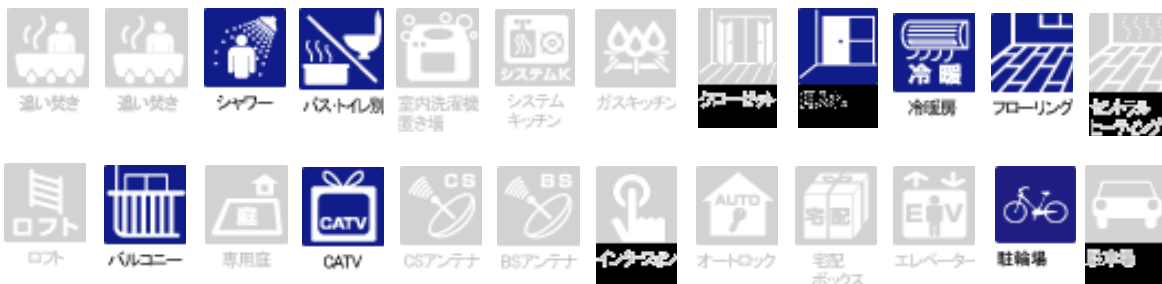 追い焚き
追い焚き
シャワー
バス・トイレ別
室内洗濯機
置き場
システムK
システム
キッチン
ガスキッチン
クローゼット
冷暖
冷暖房
フローリング
セントラル
ヒーティング
ロフト
ロフト
バルコニー
庭
専用庭
CATV
CATV
CS
CSアンテナ
BS
BSアンテナ
インターホン
AUTO
オートロック
宅配
宅配
ボックス
E V
エレベーター
駐輪場
駐車場